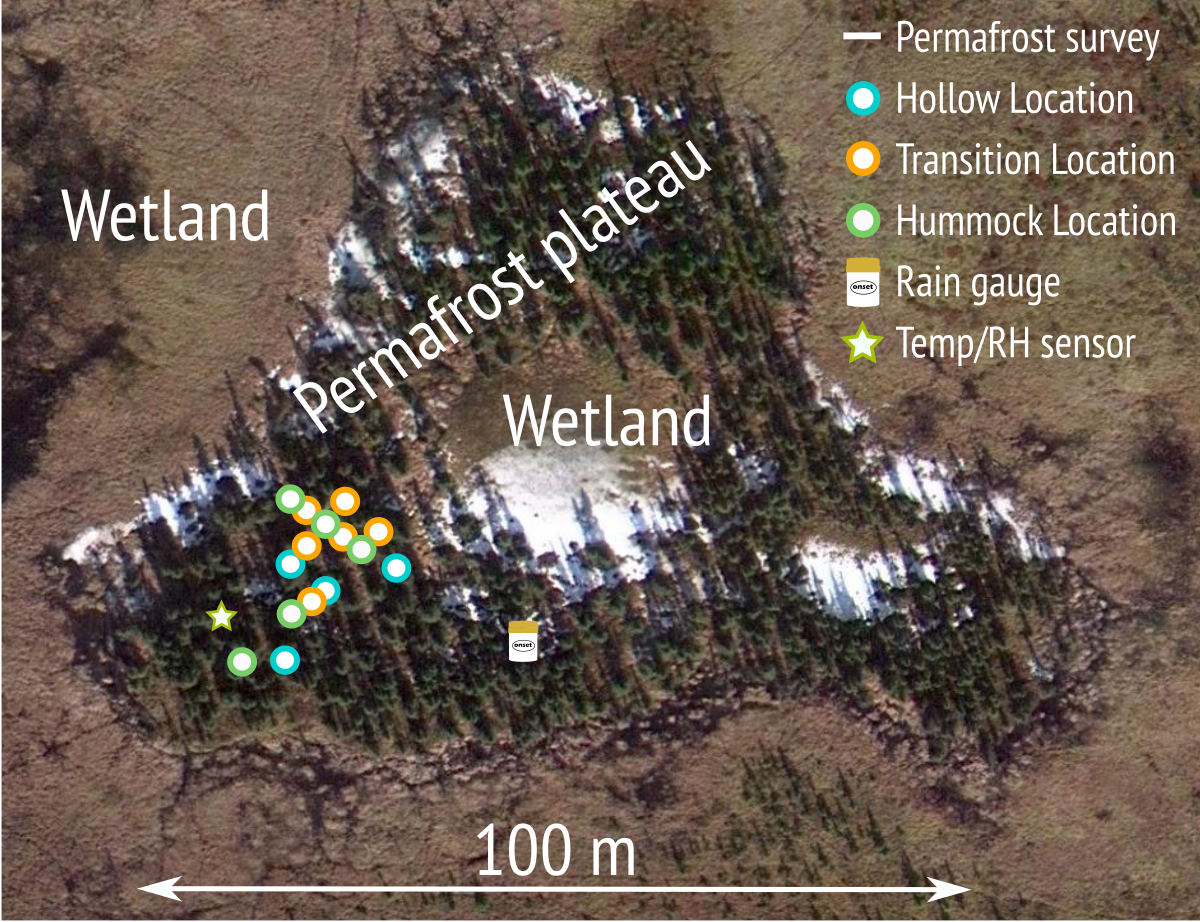 Permafrost survey
Hollow Location
Transition Location
Hummock Location
onset Rain gauge
Temp/RH sensor
Wetland
Permafrost plateau
Wetland
onset
100 m